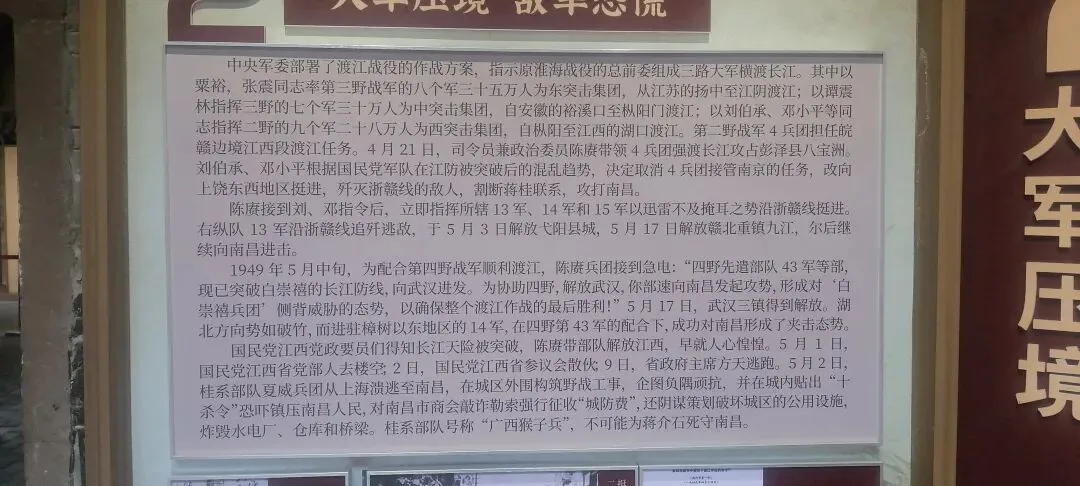 2
大军压境 敌军恐慌
中央军委部署了渡江战役的作战方案，指示原淮海战役的总前委组成三路大军横渡长江。其中以
粟裕，张震同志率第三野战军的八个军三十五万人为东突击集团，从江苏的扬中至江阴渡江；以谭震
林指挥三野的七个军三十万人为中突击集团，自安徽的裕溪口至枞阳门渡江；以刘伯承、邓小平等同
志指挥二野的九个军二十八万人为西突击集团，自枞阳至江西的湖口渡江。第二野战军4兵团担任皖
赣边境江西段渡江任务。4月21日，司令员兼政治委员陈赓带领4兵团强渡长江攻占彭泽县八宝洲。
刘伯承、邓小平根据国民党军队在江防被突破后的混乱趋势，决定取消4兵团接管南京的任务，改向
上饶东西地区挺进，歼灭浙赣线的敌人，割断蒋桂联系，攻打南昌。
陈赓接到刘、邓指令后，立即指挥所辖13军、14军和15军以迅雷不及掩耳之势沿浙赣线挺进。
右纵队13军沿浙赣线追歼逃敌，于5月3日解放弋阳县城，5月17日解放赣北重镇九江，尔后继
续向南昌进击。
1949年5月中旬，为配合第四野战军顺利渡江，陈赓兵团接到急电：“四野先遣部队43军等部，
现已突破白崇禧的长江防线，向武汉进发。为协助四野，解放武汉，你部速向南昌发起攻势，形成对‘白
崇禧兵团’侧背威胁的态势，以确保整个渡江作战的最后胜利！”5月17日，武汉三镇得到解放。湖
北方向势如破竹，而进驻樟树以东地区的14军，在四野第43军的配合下，成功对南昌形成了夹击态势。
国民党江西党政要员们得知长江天险被突破，陈赓带部队解放江西，早就人心惶惶。5月1日，
国民党江西省党部人去楼空；2日，国民党江西省参议会散伙；9日，省政府主席方天逃跑。5月2日，
桂系部队夏威兵团从上海溃逃至南昌，在城区外围构筑野战工事，企图负隅顽抗，并在城内贴出“十
杀令”恐吓镇压南昌人民，对南昌市商会敲诈勒索强行征收“城防费”，还阴谋策划破坏城区的公用设施，
炸毁水电厂、仓库和桥梁。桂系部队号称“广西猴子兵”，不可能为蒋介石死守南昌。
大军压境